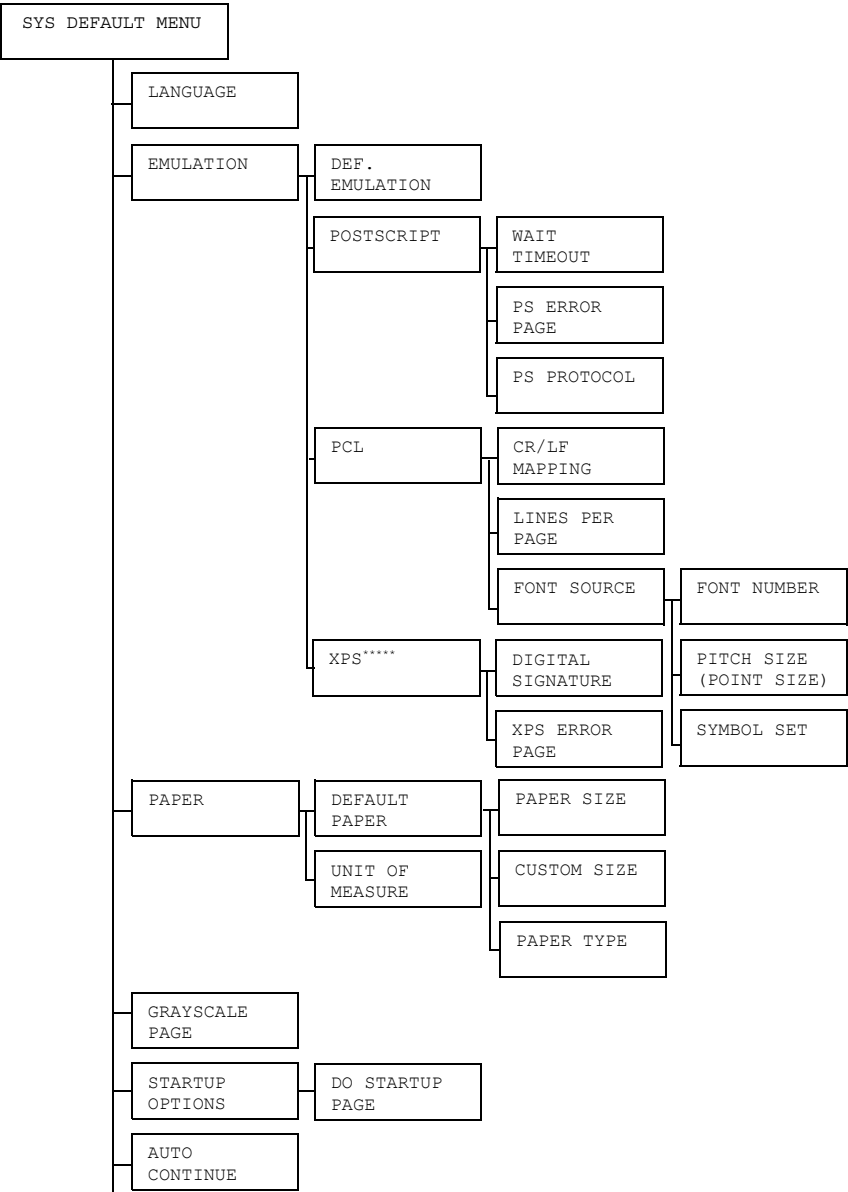 SYS DEFAULT MENU
LANGUAGE
EMULATION
DEF.
EMULATION
POSTSCRIPT
WAIT
TIMEOUT
PS ERROR
PAGE
PS PROTOCOL
PCL
CR/LF
MAPPING
LINES PER
PAGE
FONT SOURCE
FONT NUMBER
PITCH SIZE
(POINT SIZE)
SYMBOL SET
XPS*****
DIGITAL
SIGNATURE
XPS ERROR
PAGE
PAPER
DEFAULT
PAPER
PAPER SIZE
CUSTOM SIZE
PAPER TYPE
UNIT OF
MEASURE
GRAYSCALE
PAGE
STARTUP
OPTIONS
DO STARTUP
PAGE
AUTO
CONTINUE